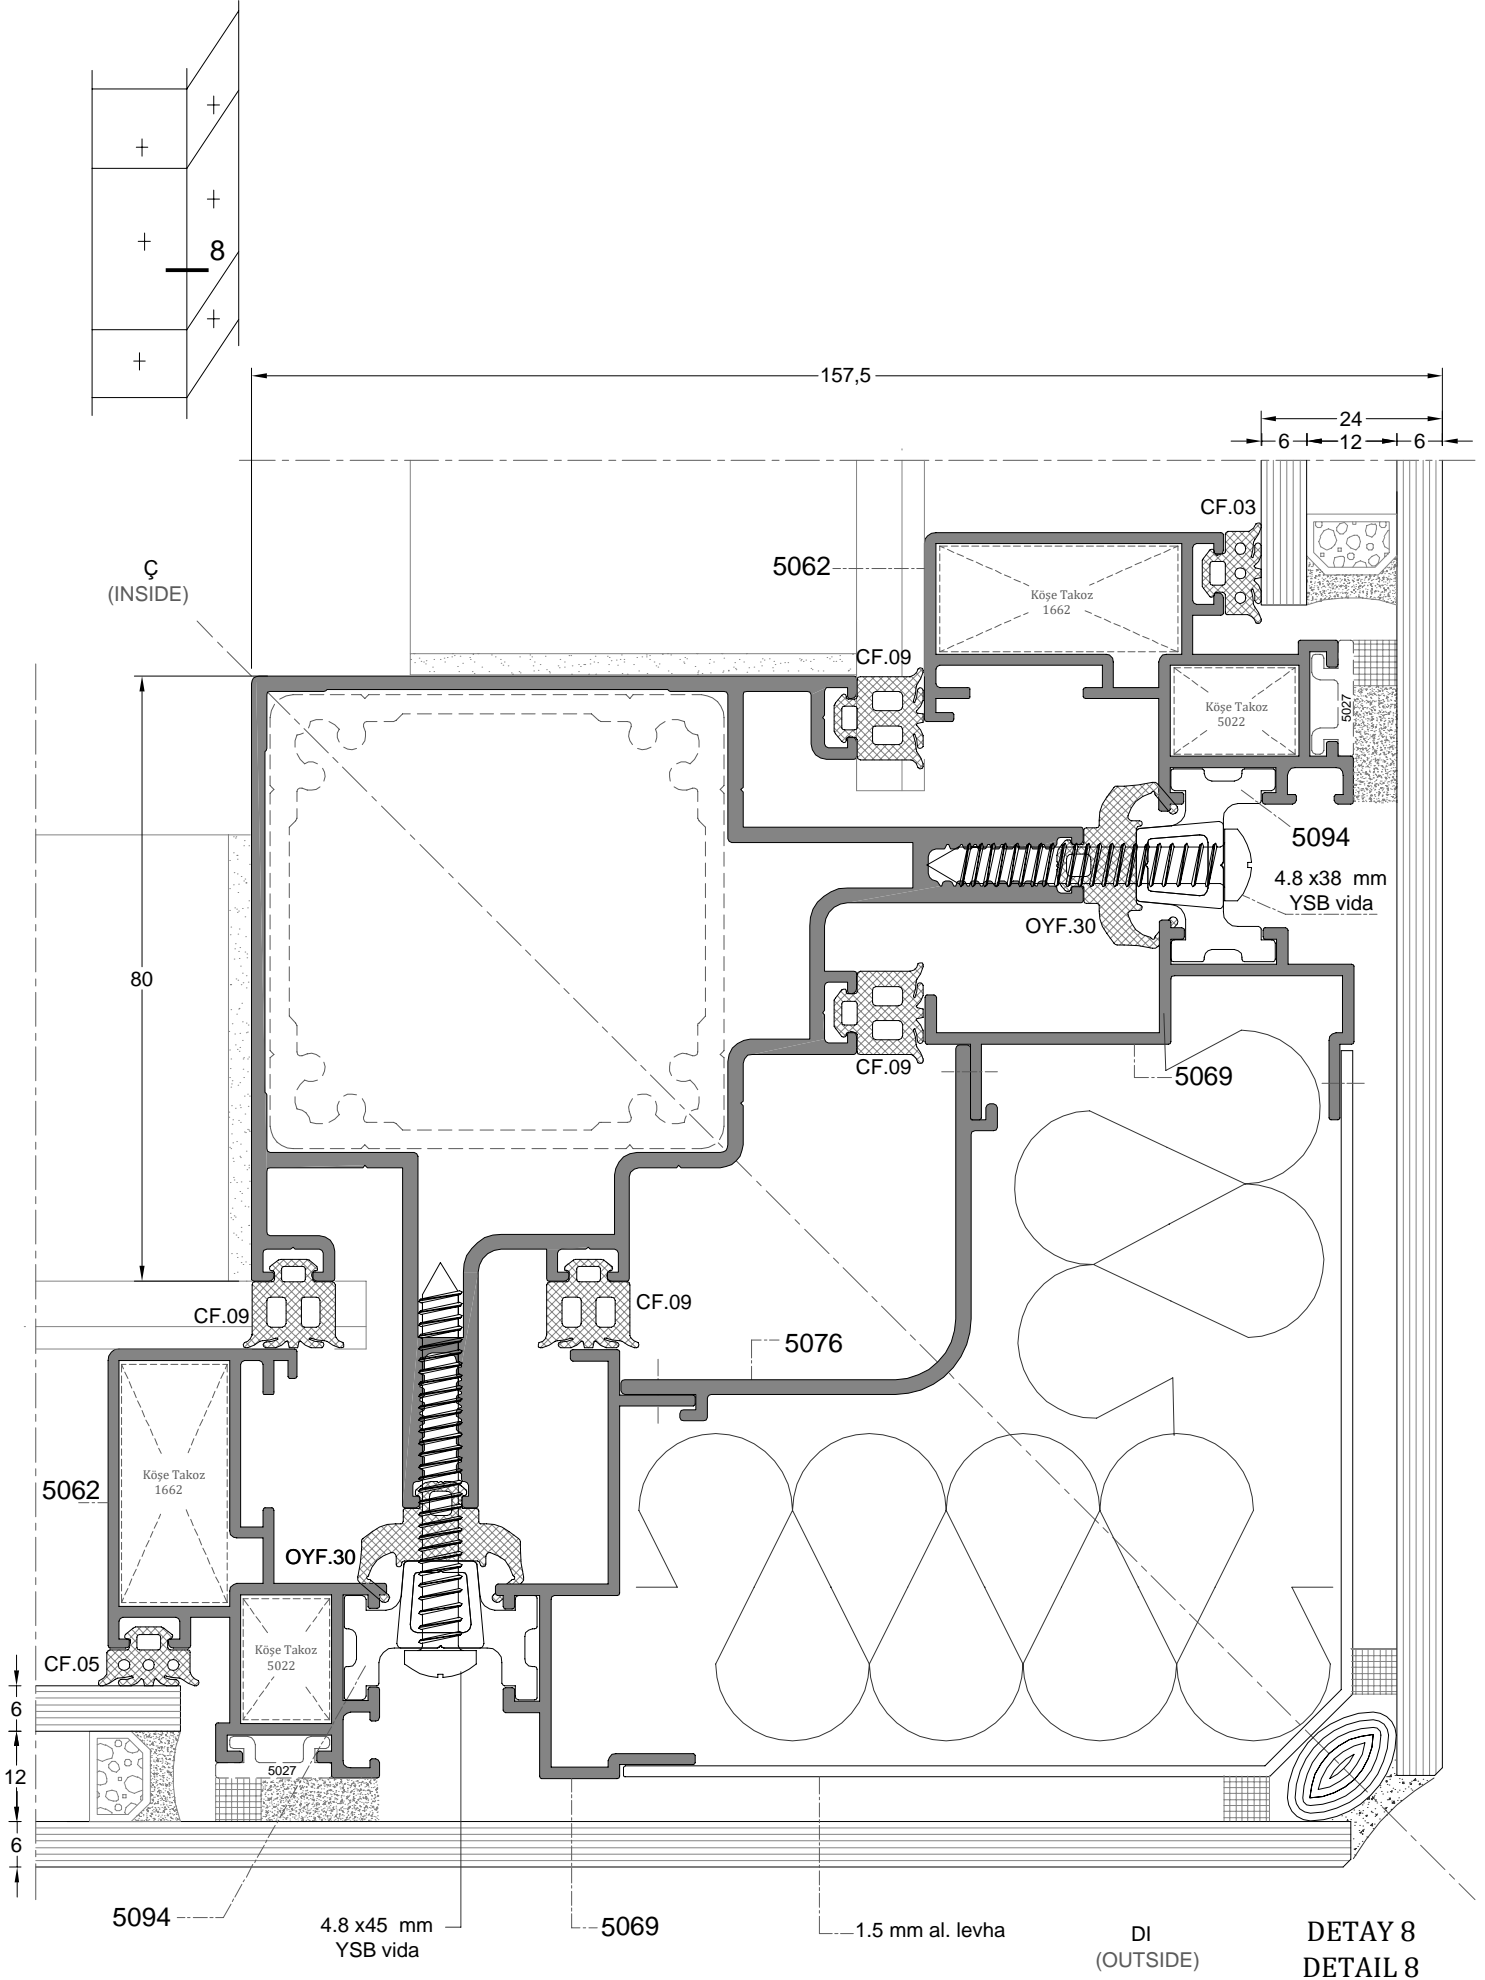 8
157,5
24
6
12
6
CF.03
5062
Köşe Takoz
1662
Ç
(INSIDE)
CF.09
Köşe Takoz
5022
5027
5094
4.8 x38  mm
YSB vida
OYF.30
80
CF.09
5069
CF.09
CF.09
5076
Köşe Takoz
1662
5062
OYF.30
Köşe Takoz
5022
CF.05
6
5027
12
6
5094
4.8 x45  mm
YSB vida
5069
1.5 mm al. levha
DI
(OUTSIDE)
DETAY 8
DETAIL 8